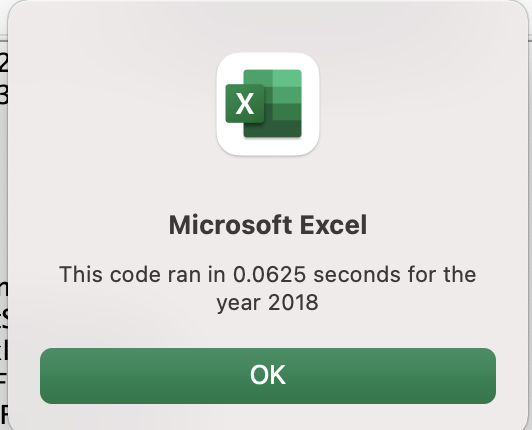 X
Microsoft Excel
This code ran in 0.0625 seconds for the
year 2018
OK